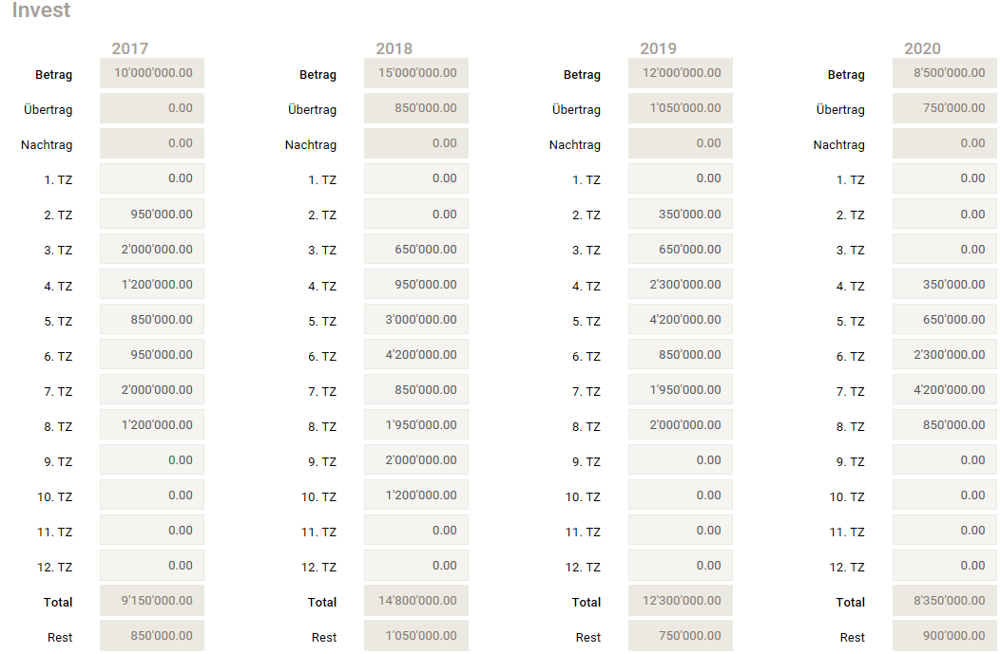 Invest
2017 2018 2019 2020
Betrag 10'000'000.00 Betrag 15'000'000.00 Betrag 12'000'000.00 Betrag 8'500'000.00
Übertrag 0.00 Übertrag 850'000.00 Übertrag 1'050'000.00 Übertrag 750'000.00
Nachtrag 0.00 Nachtrag 0.00 Nachtrag 0.00 Nachtrag 0.00
1. TZ 0.00 1. TZ 0.00 1. TZ 0.00 1. TZ 0.00
2. TZ 950'000.00 2. TZ 0.00 2. TZ 350'000.00 2. TZ 0.00
3. TZ 2'000'000.00 3. TZ 650'000.00 3. TZ 650'000.00 3. TZ 0.00
4. TZ 1'200'000.00 4. TZ 950'000.00 4. TZ 2'300'000.00 4. TZ 350'000.00
5. TZ 850'000.00 5. TZ 3'000'000.00 5. TZ 4'200'000.00 5. TZ 650'000.00
6. TZ 950'000.00 6. TZ 4'200'000.00 6. TZ 850'000.00 6. TZ 2'300'000.00
7. TZ 2'000'000.00 7. TZ 850'000.00 7. TZ 1'950'000.00 7. TZ 4'200'000.00
8. TZ 1'200'000.00 8. TZ 1'950'000.00 8. TZ 2'000'000.00 8. TZ 850'000.00
9. TZ 0.00 9. TZ 2'000'000.00 9. TZ 0.00 9. TZ 0.00
10. TZ 0.00 10. TZ 1'200'000.00 10. TZ 0.00 10. TZ 0.00
11. TZ 0.00 11. TZ 0.00 11. TZ 0.00 11. TZ 0.00
12. TZ 0.00 12. TZ 0.00 12. TZ 0.00 12. TZ 0.00
Total 9'150'000.00 Total 14'800'000.00 Total 12'300'000.00 Total 8'350'000.00
Rest 850'000.00 Rest 1'050'000.00 Rest 750'000.00 Rest 900'000.00